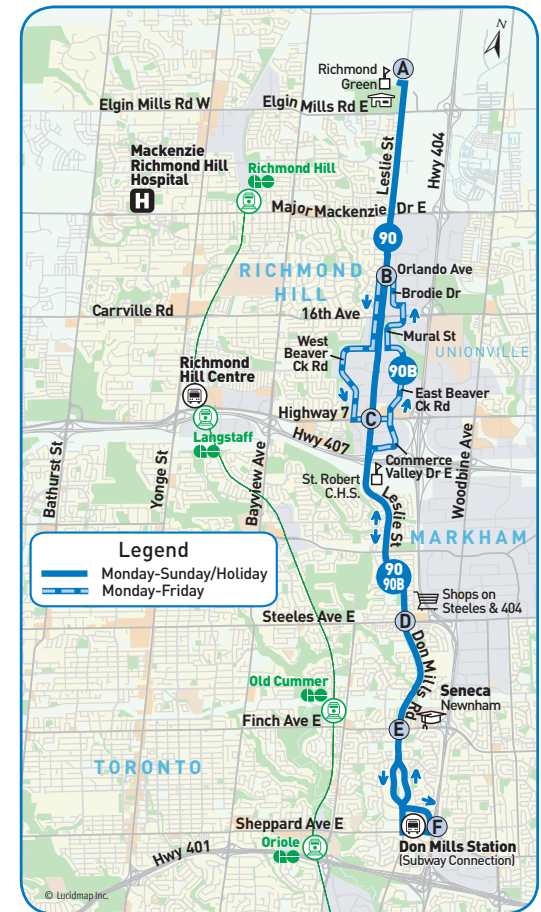 N
Richmond
Green
A
Elgin Mills Rd W
Elgin Mills Rd E
Leslie St
Hwy 404
Mackenzie
Richmond Hill
Hospital
H
Richmond Hill
Major Mackenzie Dr E
90
RICHMOND
HILL
B
Orlando Ave
Brodie Dr
Carrville Rd
16th Ave
Mural St
West
Beaver
Ck Rd
UNIONVILLE
90B
Richmond
Hill Centre
East Beaver
Ck Rd
Highway 7
C
Langstaff
Hwy 407
Bathurst St
Yonge St
Bayview Ave
Woodbine Ave
Commerce
Valley Dr E
St. Robert
C.H.S.
Leslie St
MARKHAM
Legend
Monday-Sunday/Holiday
Monday-Friday
90
90B
Shops on
Steeles & 404
Steeles Ave E
D
Don Mills Rd
Old Cummer
Seneca
Newnham
Finch Ave E
E
TORONTO
Sheppard Ave E
F
Oriole
Don Mills Station
(Subway Connection)
Hwy 401
© Lucidmap Inc.